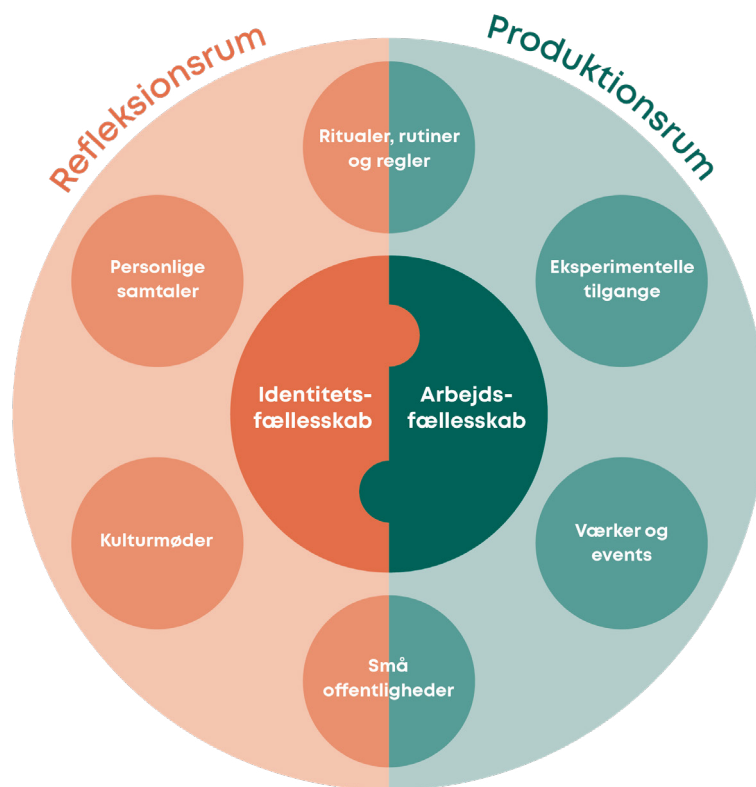 Refleksionsrum
Produktionsrum
Ritualer, rutiner
og regler
Personlige
samtaler
Eksperimentelle
tilgange
Identitets-
fællesskab
Arbejds-
fællesskab
Kulturmøder
Værker og
events
Små
offentligheder